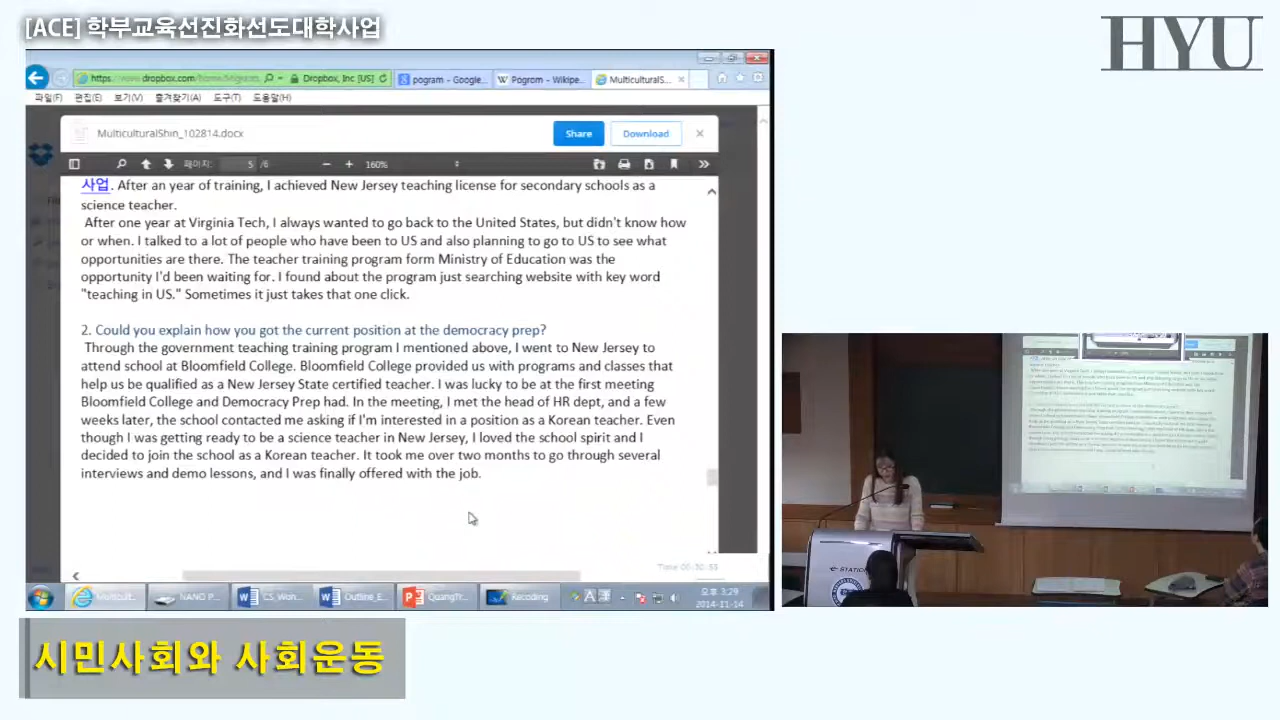 [ACE] 학부교육선진화선도대학사업
HYU
Dropbox, Inc [US]
pogram - Google...
Pogrom - Wikipe...
MulticulturalS...
파일(F) 편집(E) 보기(V) 즐겨찾기(A) 도구(T) 도움말(H)
MulticulturalShin_102814.docx
Share
Download
페이지: 5 /6
160%
사업. After an year of training, I achieved New Jersey teaching license for secondary schools as a
science teacher.
After one year at Virginia Tech, I always wanted to go back to the United States, but didn't know how
or when. I talked to a lot of people who have been to US and also planning to go to US to see what
opportunities are there. The teacher training program form Ministry of Education was the
opportunity I'd been waiting for. I found about the program just searching website with key word
"teaching in US." Sometimes it just takes that one click.
2. Could you explain how you got the current position at the democracy prep?
Through the government teaching training program I mentioned above, I went to New Jersey to
attend school at Bloomfield College. Bloomfield College provided us with programs and classes that
help us be qualified as a New Jersey State certified teacher. I was lucky to be at the first meeting
Bloomfield College and Democracy Prep had. In the meeting, I met the head of HR dept, and a few
weeks later, the school contacted me asking if I'm interested in the position as a Korean teacher. Even
though I was getting ready to be a science teacher in New Jersey, I loved the school spirit and I
decided to join the school as a Korean teacher. It took me over two months to go through several
interviews and demo lessons, and I was finally offered with the job.
NANO P...
CS_Won...
Outline_E...
QuangTr...
Recoding
오후 3:29
2014-11-14
시민사회와 사회운동